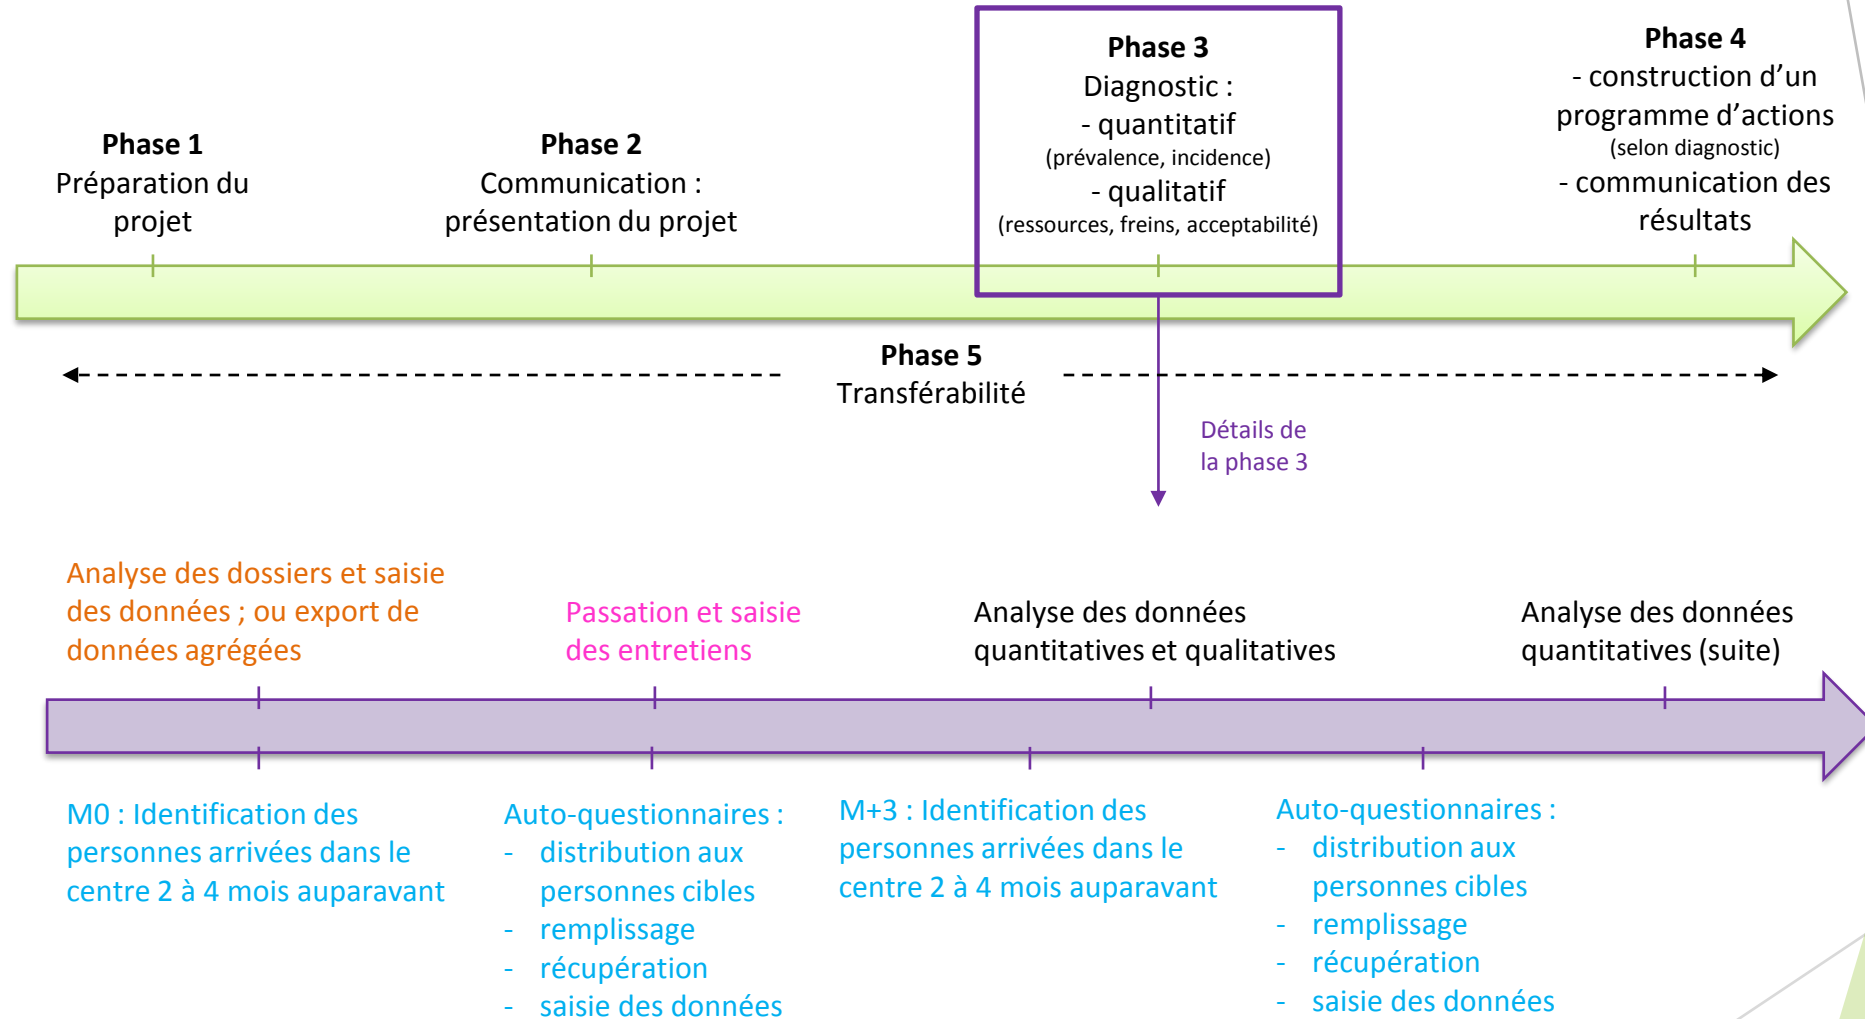 Phase 1
Préparation du
projet
Phase 2
Communication :
présentation du projet
Phase 3
Diagnostic :
- quantitatif
(prévalence, incidence)
- qualitatif
(ressources, freins, acceptabilité)
Phase 4
- construction d’un
programme d’actions
(selon diagnostic)
- communication des
résultats
Phase 5
Transférabilité
Détails de
la phase 3
Analyse des dossiers et saisie
des données ; ou export de
données agrégées
Passation et saisie
des entretiens
Analyse des données
quantitatives et qualitatives
Analyse des données
quantitatives (suite)
M0 : Identification des
personnes arrivées dans le
centre 2 à 4 mois auparavant
Auto-questionnaires :
- distribution aux
personnes cibles
- remplissage
- récupération
- saisie des données
M+3 : Identification des
personnes arrivées dans le
centre 2 à 4 mois auparavant
Auto-questionnaires :
- distribution aux
personnes cibles
- remplissage
- récupération
- saisie des données